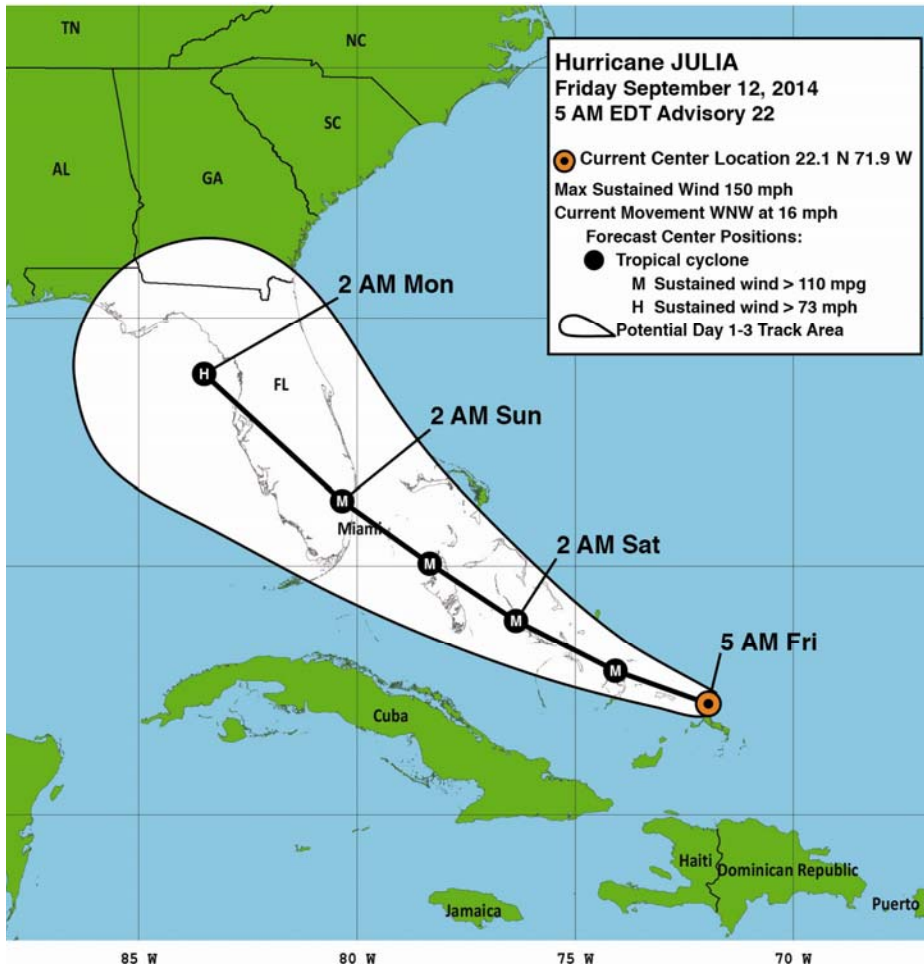 Hurricane JULIA
Friday September 12, 2014
5 AM EDT Advisory 22
Current Center Location 22.1 N 71.9 W
Max Sustained Wind 150 mph
Current Movement WNW at 16 mph
Forecast Center Positions:
Tropical cyclone
M Sustained wind > 110 mpg
H Sustained wind > 73 mph
Potential Day 1-3 Track Area
TN
NC
SC
AL
GA
2 AM Mon
H
FL
2 AM Sun
M
Miami
M
2 AM Sat
M
M
5 AM Fri
Cuba
Haiti
Dominican Republic
Jamaica
Puerto
85 W
80 W
75 W
70 W